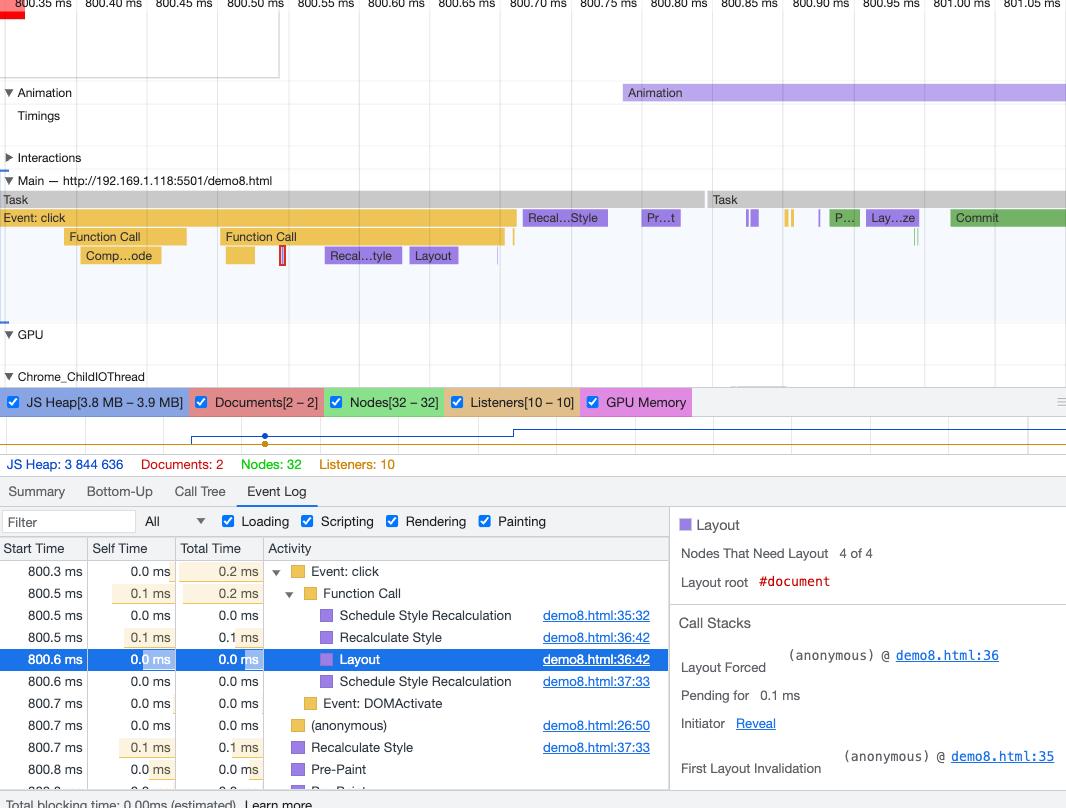 800.35 ms 800.40 ms 800.45 ms 800.50 ms 800.55 ms 800.60 ms 800.65 ms 800.70 ms 800.75 ms 800.80 ms 800.85 ms 800.90 ms 800.95 ms 801.00 ms 801.05 ms
Animation Animation
Timings
Interactions
Main — http://192.169.1.118:5501/demo8.html
Task Task
Event: click Recal…Style Pr…t P… Lay…ze Commit
Function Call Function Call
Comp…ode Recal…tyle Layout
GPU
Chrome_ChildIOThread
JS Heap[3.8 MB – 3.9 MB] Documents[2 – 2] Nodes[32 – 32] Listeners[10 – 10] GPU Memory
JS Heap: 3 844 636 Documents: 2 Nodes: 32 Listeners: 10
Summary Bottom-Up Call Tree Event Log
Filter All Loading Scripting Rendering Painting
Start Time Self Time Total Time Activity
800.3 ms 0.0 ms 0.2 ms Event: click
800.5 ms 0.1 ms 0.2 ms Function Call
800.5 ms 0.0 ms 0.0 ms Schedule Style Recalculation demo8.html:35:32
800.5 ms 0.1 ms 0.1 ms Recalculate Style demo8.html:36:42
800.6 ms 0.0 ms 0.0 ms Layout demo8.html:36:42
800.6 ms 0.0 ms 0.0 ms Schedule Style Recalculation demo8.html:37:33
800.7 ms 0.0 ms 0.0 ms Event: DOMActivate
800.7 ms 0.0 ms 0.0 ms (anonymous) demo8.html:26:50
800.7 ms 0.1 ms 0.1 ms Recalculate Style demo8.html:37:33
800.8 ms 0.0 ms 0.0 ms Pre-Paint
Layout
Nodes That Need Layout 4 of 4
Layout root #document
Call Stacks
(anonymous) @ demo8.html:36
Layout Forced
Pending for 0.1 ms
Initiator Reveal
(anonymous) @ demo8.html:35
First Layout Invalidation
Total blocking time: 0.00ms (estimated) Learn more